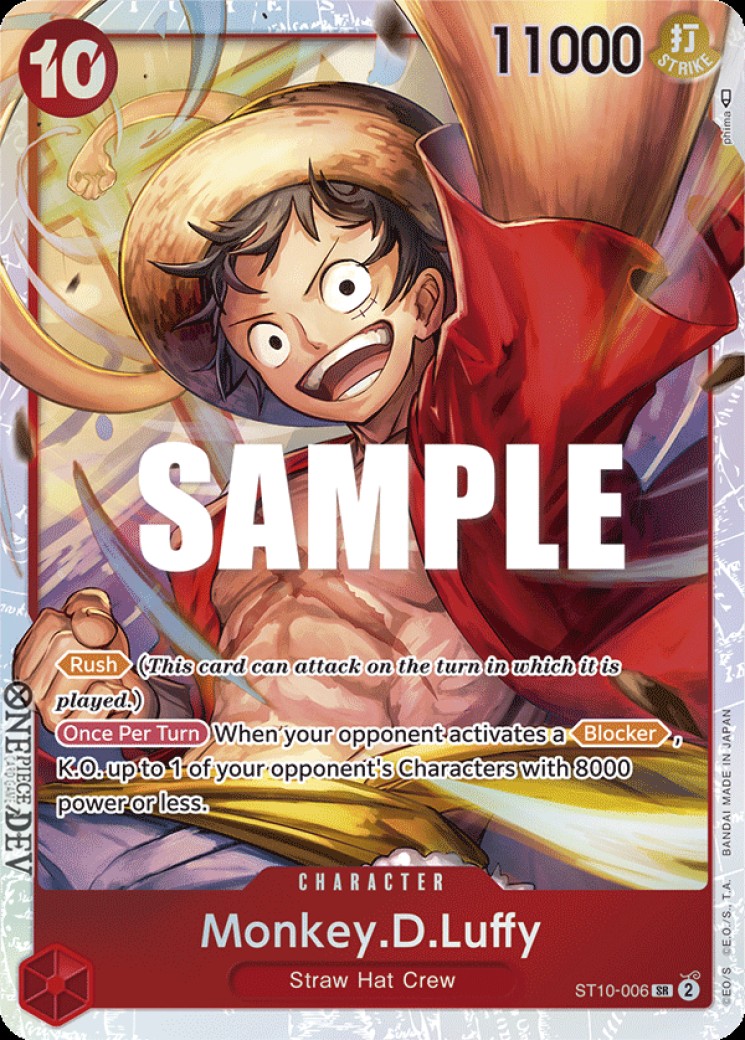 10
11000
打
STRIKE
phima
SAMPLE
Rush (This card can attack on the turn in which it is
played.)
Once Per Turn When your opponent activates a Blocker,
K.O. up to 1 of your opponent's Characters with 8000
power or less.
ONE PIECE
CARD GAME
DEV
©E.O./S., T.A. BANDAI MADE IN JAPAN
©EO/S
CHARACTER
Monkey.D.Luffy
Straw Hat Crew
ST10-006 SR 2